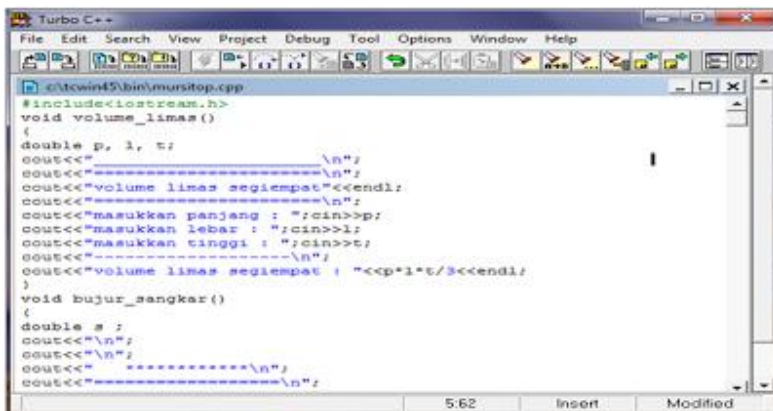 Turbo C++
File Edit Search View Project Debug Tool Options Window Help
c:\tcwin45\bin\mursitop.cpp
#include<iostream.h>
void volume_limas()
{
double p, l, t;
cout<<"_______________________\n";
cout<<"=======================\n";
cout<<"volume limas segiempat"<<endl;
cout<<"=======================\n";
cout<<"masukkan panjang : ";cin>>p;
cout<<"masukkan lebar : ";cin>>l;
cout<<"masukkan tinggi : ";cin>>t;
cout<<"--------------------\n";
cout<<"volume limas segiempat : "<<p*l*t/3<<endl;
}
void bujur_sangkar()
{
double s ;
cout<<"\n";
cout<<"\n";
cout<<"   ************\n";
cout<<"===================\n";
5:62 Insert Modified